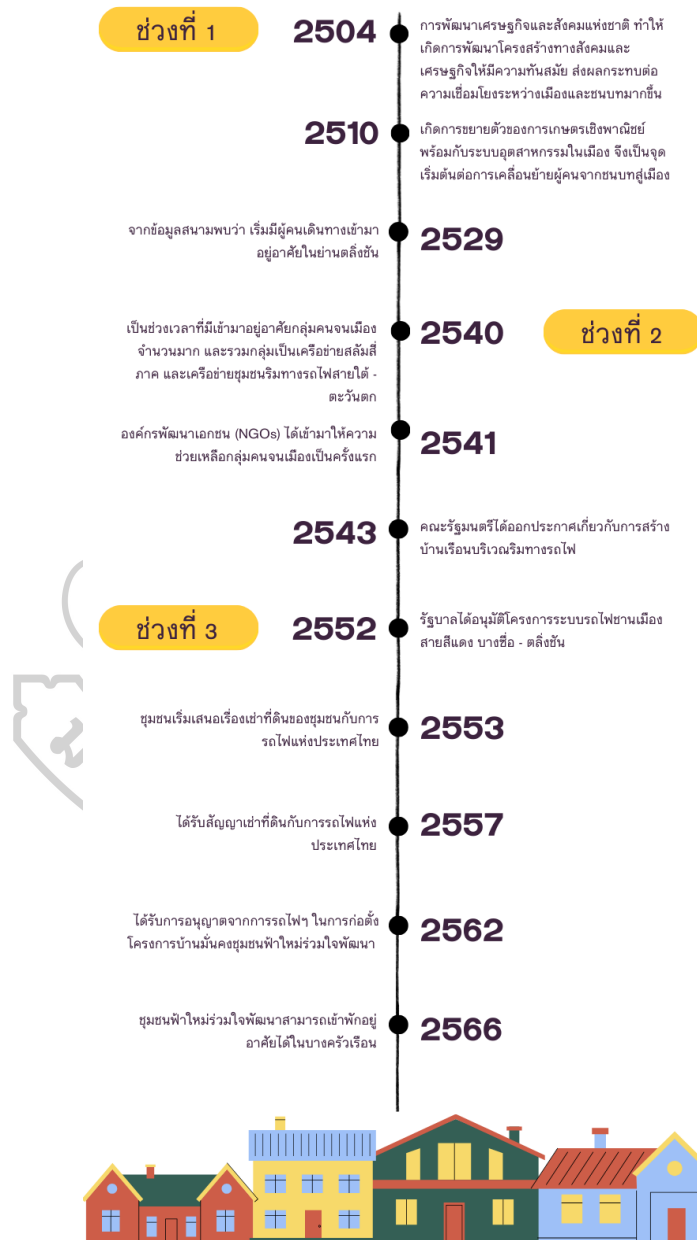 ช่วงที่ 1
2504
การพัฒนาเศรษฐกิจและสังคมแห่งชาติ ทำให้
เกิดการพัฒนาโครงสร้างทางสังคมและ
เศรษฐกิจให้มีความทันสมัย ส่งผลกระทบต่อ
ความเชื่อมโยงระหว่างเมืองและชนบทมากขึ้น
2510
เกิดการขยายตัวของการเกษตรเชิงพาณิชย์
พร้อมกับระบบอุตสาหกรรมในเมือง จึงเป็นจุด
เริ่มต้นต่อการเคลื่อนย้ายผู้คนจากชนบทสู่เมือง
จากข้อมูลสนามพบว่า เริ่มมีผู้คนเดินทางเข้ามา
อยู่อาศัยในย่านตลิ่งชัน
2529
เป็นช่วงเวลาที่มีเข้ามาอยู่อาศัยกลุ่มคนจนเมือง
จำนวนมาก และรวมกลุ่มเป็นเครือข่ายสลัมสี่
ภาค และเครือข่ายชุมชนริมทางรถไฟสายใต้ -
ตะวันตก
2540
ช่วงที่ 2
องค์กรพัฒนาเอกชน (NGOs) ได้เข้ามาให้ความ
ช่วยเหลือกลุ่มคนจนเมืองเป็นครั้งแรก
2541
2543
คณะรัฐมนตรีได้ออกประกาศเกี่ยวกับการสร้าง
บ้านเรือนบริเวณริมทางรถไฟ
ช่วงที่ 3
2552
รัฐบาลได้อนุมัติโครงการระบบรถไฟชานเมือง
สายสีแดง บางซื่อ - ตลิ่งชัน
ชุมชนเริ่มเสนอเรื่องเช่าที่ดินของชุมชนกับการ
รถไฟแห่งประเทศไทย
2553
ได้รับสัญญาเช่าที่ดินกับการรถไฟแห่ง
ประเทศไทย
2557
ได้รับการอนุญาตจากการรถไฟฯ ในการก่อตั้ง
โครงการบ้านมั่นคงชุมชนฟ้าใหม่ร่วมใจพัฒนา
2562
ชุมชนฟ้าใหม่ร่วมใจพัฒนาสามารถเข้าพักอยู่
อาศัยได้ในบางครัวเรือน
2566